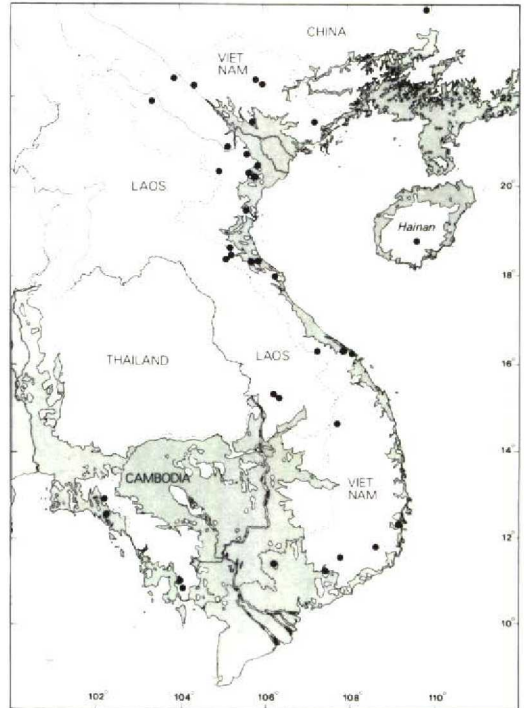 CHINA
VIET
NAM
LAOS
20°
Hainan
18°
THAILAND
LAOS
16°
14°
CAMBODIA
VIET
NAM
12°
10°
102°
104
106
108
110°